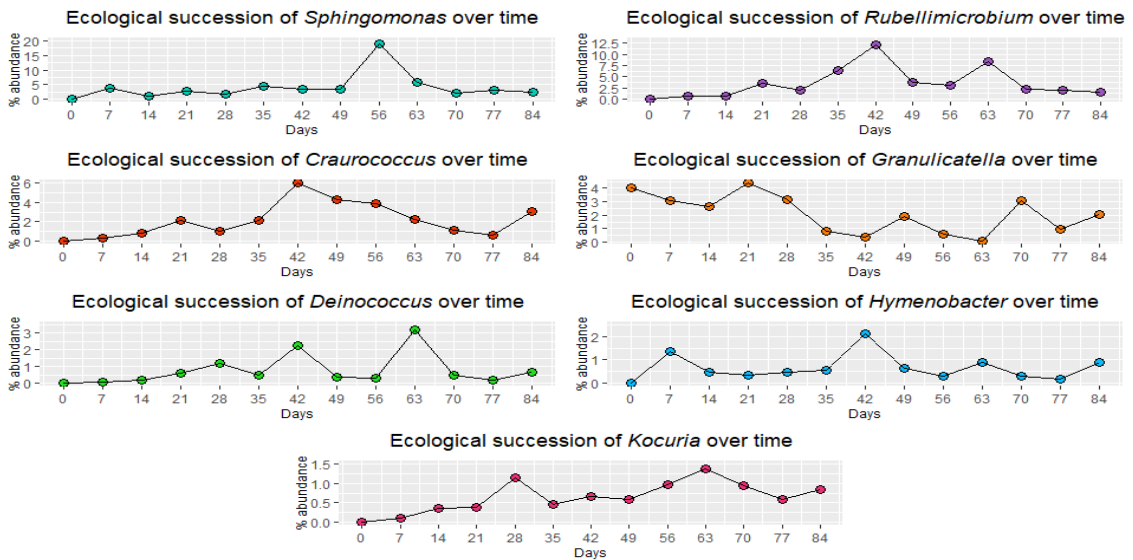 Ecological succession of Sphingomonas over time
% abundance
20
15
10
5
0
0 7 14 21 28 35 42 49 56 63 70 77 84
Days
Ecological succession of Rubellimicrobium over time
% abundance
12.5
10.0
7.5
5.0
2.5
0.0
0 7 14 21 28 35 42 49 56 63 70 77 84
Days
Ecological succession of Craurococcus over time
% abundance
6
4
2
0
0 7 14 21 28 35 42 49 56 63 70 77 84
Days
Ecological succession of Granulicatella over time
% abundance
4
3
2
1
0
0 7 14 21 28 35 42 49 56 63 70 77 84
Days
Ecological succession of Deinococcus over time
% abundance
3
2
1
0
0 7 14 21 28 35 42 49 56 63 70 77 84
Days
Ecological succession of Hymenobacter over time
% abundance
2
1
0
0 7 14 21 28 35 42 49 56 63 70 77 84
Days
Ecological succession of Kocuria over time
% abundance
1.5
1.0
0.5
0.0
0 7 14 21 28 35 42 49 56 63 70 77 84
Days